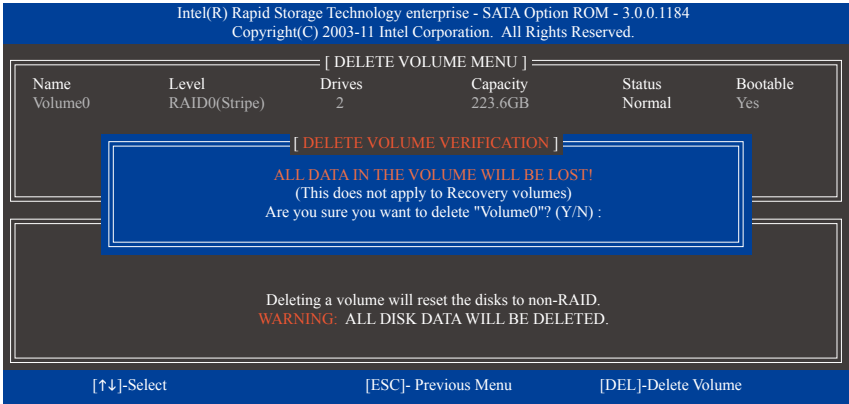 Intel(R) Rapid Storage Technology enterprise - SATA Option ROM - 3.0.0.1184
Copyright(C) 2003-11 Intel Corporation. All Rights Reserved.
[ DELETE VOLUME MENU ]
Name Level Drives Capacity Status Bootable
Volume0 RAID0(Stripe) 2 223.6GB Normal Yes
[ DELETE VOLUME VERIFICATION ]
ALL DATA IN THE VOLUME WILL BE LOST!
(This does not apply to Recovery volumes)
Are you sure you want to delete "Volume0"? (Y/N) :
Deleting a volume will reset the disks to non-RAID.
WARNING: ALL DISK DATA WILL BE DELETED.
[↑↓]-Select [ESC]- Previous Menu [DEL]-Delete Volume